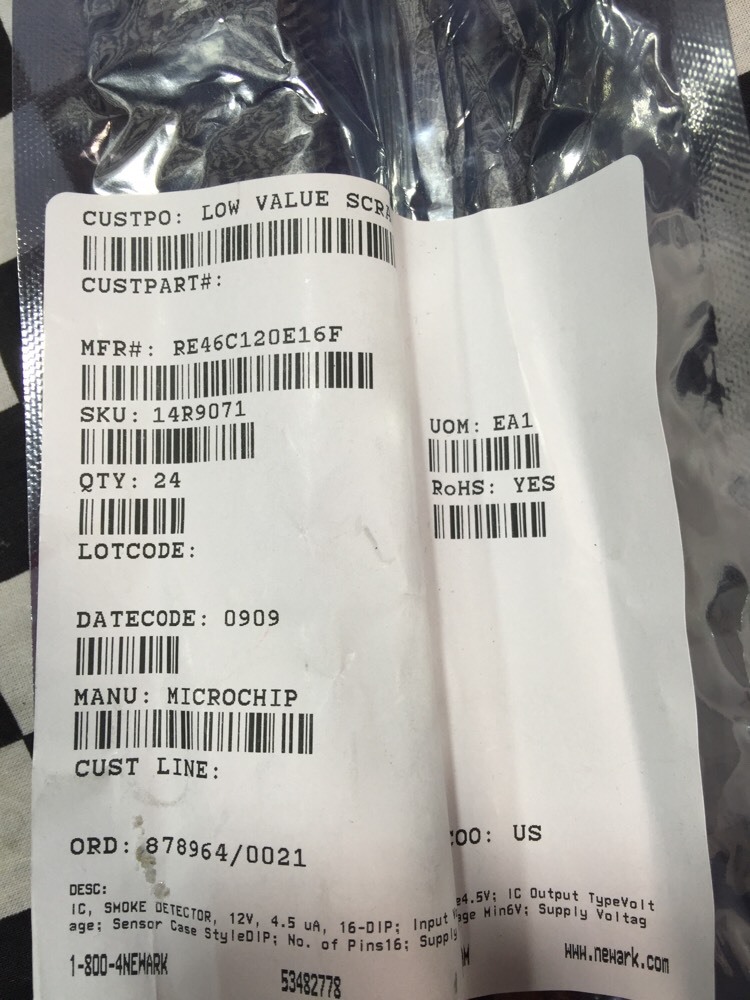 CUSTPO: LOW VALUE SCRA
CUSTPART#:
MFR#: RE46C120E16F
SKU: 14R9071
UOM: EA1
QTY: 24
RoHS: YES
LOTCODE:
DATECODE: 0909
MANU: MICROCHIP
CUST LINE:
ORD: 878964/0021
COO: US
DESC:
IC, SMOKE DETECTOR, 12V, 4.5 uA, 16-DIP; Input V e4.5V; IC Output TypeVolt
age; Sensor Case StyleDIP; No. of Pins16; Supply age Min6V; Supply Voltag
1-800-4NEWARK
53482778
www.newark.com